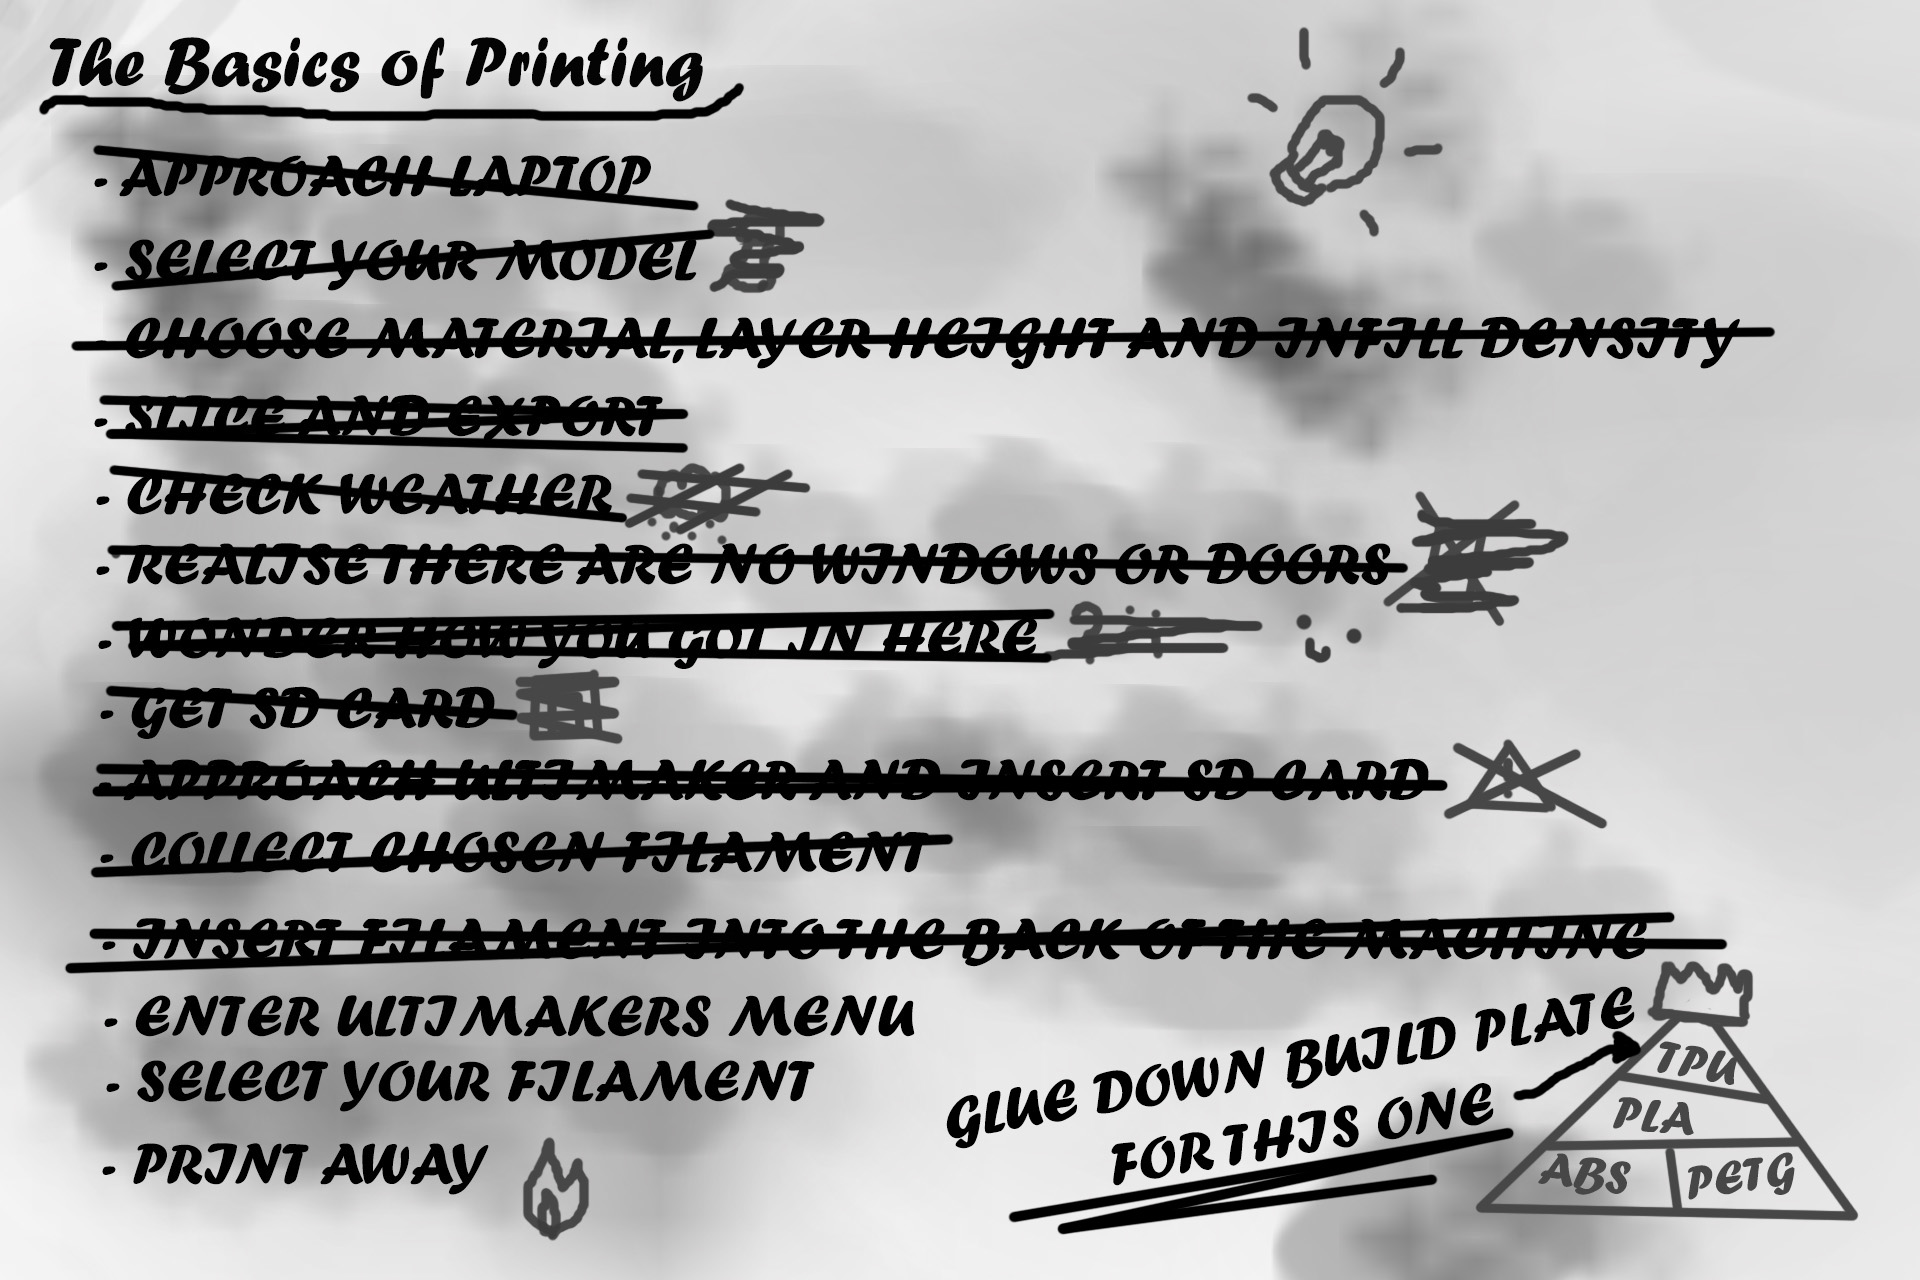 The Basics of Printing
- APPROACH LAPTOP
- SELECT YOUR MODEL
- CHOOSE MATERIAL, LAYER HEIGHT AND INFILL DENSITY
- SLICE AND EXPORT
- CHECK WEATHER
- REALISE THERE ARE NO WINDOWS OR DOORS
- WONDER HOW YOU GOT IN HERE
- GET SD CARD
- APPROACH ULTIMAKER AND INSERT SD CARD
- COLLECT CHOSEN FILAMENT
- INSERT FILAMENT INTO THE BACK OF THE MACHINE
- ENTER ULTIMAKERS MENU
- SELECT YOUR FILAMENT
- PRINT AWAY
GLUE DOWN BUILD PLATE
FOR THIS ONE
TPU
PLA
ABS PETG